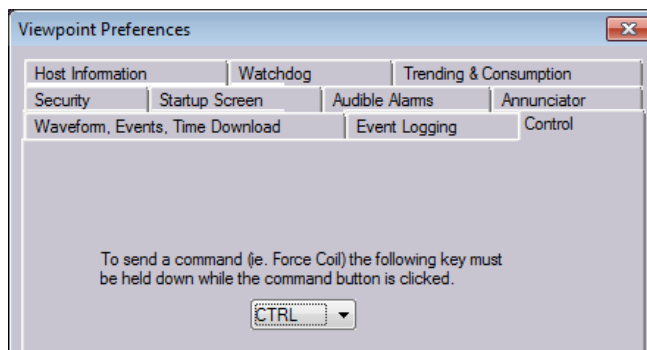 Viewpoint Preferences
Host Information Watchdog Trending & Consumption
Security Startup Screen Audible Alarms Annunciator
Waveform, Events, Time Download Event Logging Control
To send a command (ie. Force Coil) the following key must
be held down while the command button is clicked.
CTRL